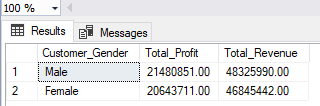 100 %
Results Messages
Customer_Gender Total_Profit Total_Revenue
1 Male 21480851.00 48325990.00
2 Female 20643711.00 46845442.00